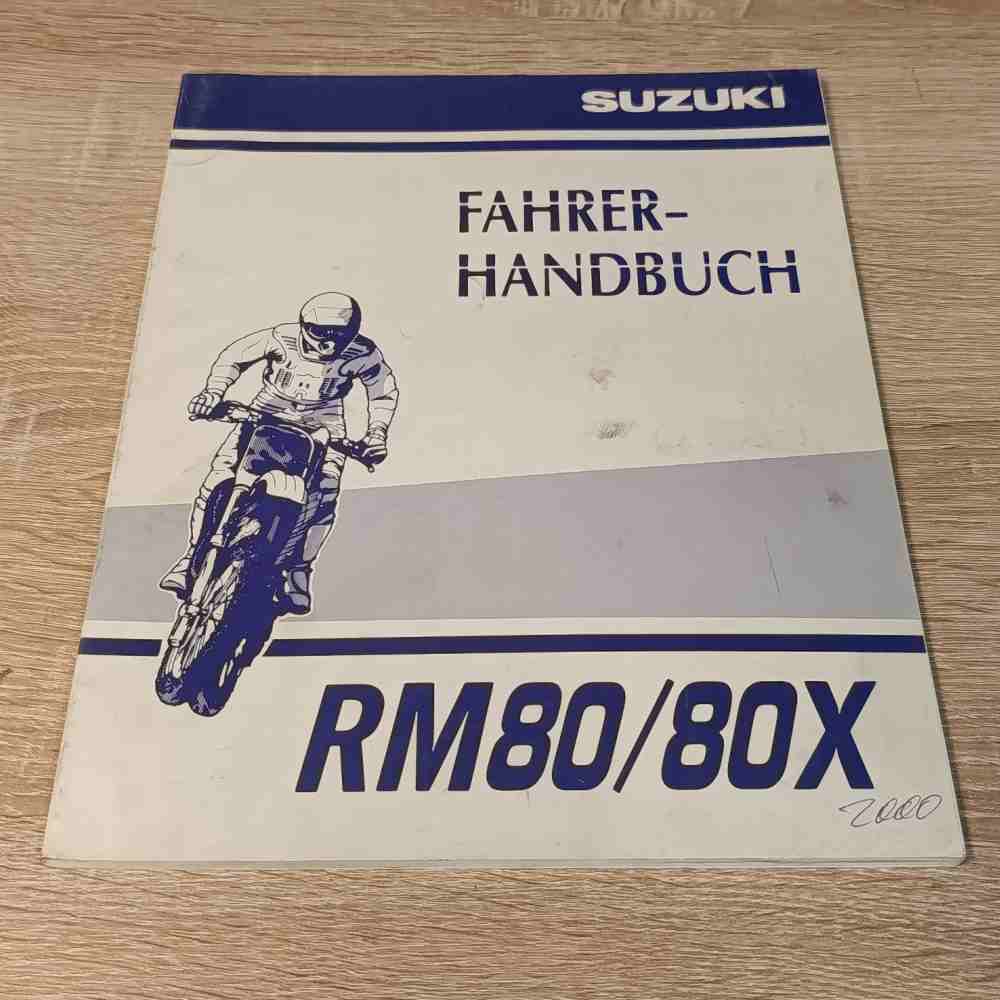 SUZUKI
FAHRER-
HANDBUCH
RM80/80X
2000